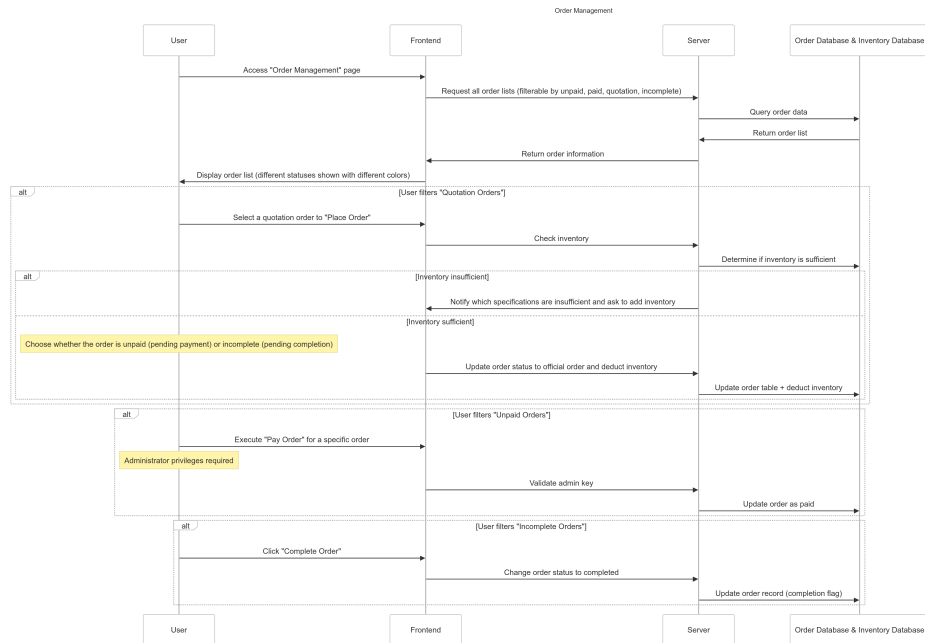 Order Management
User
Frontend
Server
Order Database & Inventory Database
Access "Order Management" page
Request all order lists (filterable by unpaid, paid, quotation, incomplete)
Query order data
Return order list
Return order information
Display order list (different statuses shown with different colors)
alt
[User filters "Quotation Orders"]
Select a quotation order to "Place Order"
Check inventory
Determine if inventory is sufficient
alt
[Inventory insufficient]
Notify which specifications are insufficient and ask to add inventory
[Inventory sufficient]
Choose whether the order is unpaid (pending payment) or incomplete (pending completion)
Update order status to official order and deduct inventory
Update order table + deduct inventory
alt
[User filters "Unpaid Orders"]
Execute "Pay Order" for a specific order
Administrator privileges required
Validate admin key
Update order as paid
alt
[User filters "Incomplete Orders"]
Click "Complete Order"
Change order status to completed
Update order record (completion flag)
User
Frontend
Server
Order Database & Inventory Database